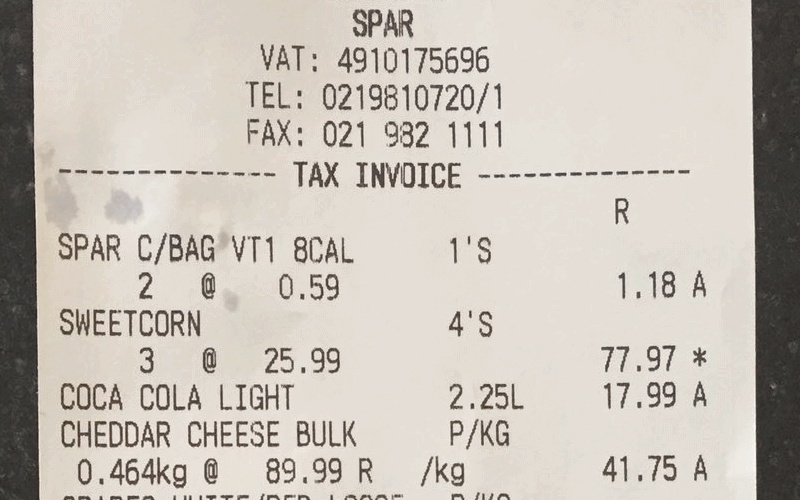 SPAR
VAT: 4910175696
TEL: 0219810720/1
FAX: 021 982 1111
-------------- TAX INVOICE --------------
R
SPAR C/BAG VT1 8CAL 1'S
2 @ 0.59 1.18 A
SWEETCORN 4'S
3 @ 25.99 77.97 *
COCA COLA LIGHT 2.25L 17.99 A
CHEDDAR CHEESE BULK P/KG
0.464kg @ 89.99 R /kg 41.75 A